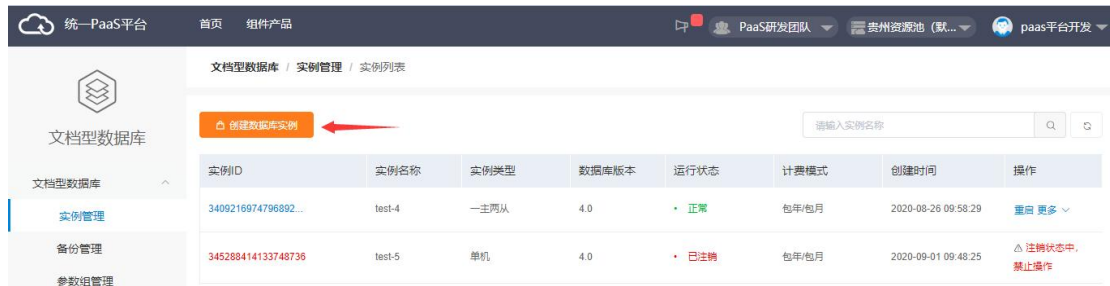 统一PaaS平台 首页 组件产品 PaaS研发团队 贵州资源池（默... paas平台开发
文档型数据库 / 实例管理 / 实例列表
文档型数据库
创建数据库实例 请输入实例名称
文档型数据库
实例管理
备份管理
参数组管理
实例ID 实例名称 实例类型 数据库版本 运行状态 计费模式 创建时间 操作
3409216974796892... test-4 一主两从 4.0 正常 包年/包月 2020-08-26 09:58:29 重启 更多
345288414133748736 test-5 单机 4.0 已注销 包年/包月 2020-09-01 09:48:25 注销状态中，
禁止操作